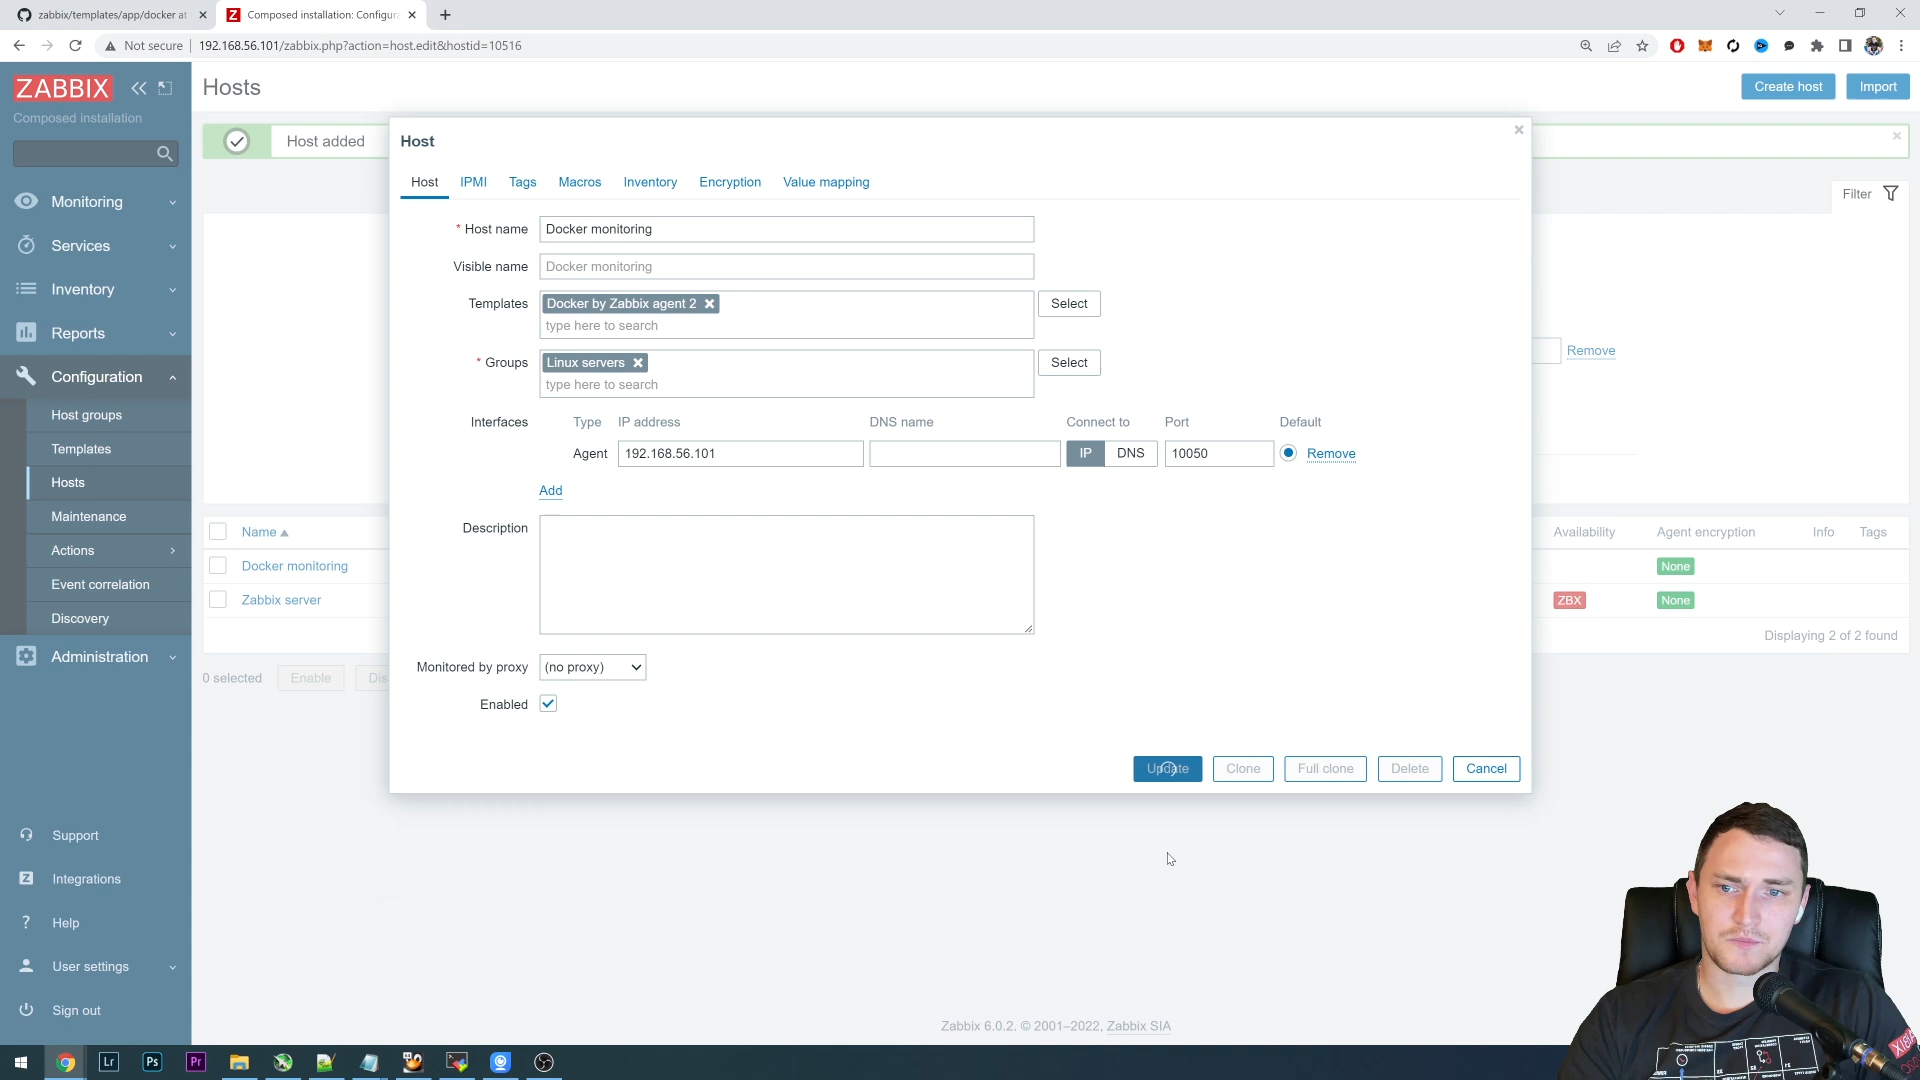 zabbix/templates/app/docker at
Composed installation: Configura
Not secure
192.168.56.101/zabbix.php?action=host.edit&hostid=10516
ZABBIX
Composed installation
Monitoring
Services
Inventory
Reports
Configuration
Host groups
Templates
Hosts
Maintenance
Actions
Event correlation
Discovery
Administration
Support
Integrations
Help
User settings
Sign out
Hosts
Create host
Import
Host added
Filter
Remove
Host
Host
IPMI
Tags
Macros
Inventory
Encryption
Value mapping
* Host name
Docker monitoring
Visible name
Docker monitoring
Templates
Docker by Zabbix agent 2
type here to search
Select
* Groups
Linux servers
type here to search
Select
Interfaces
Type
IP address
DNS name
Connect to
Port
Default
Agent
192.168.56.101
IP
DNS
10050
Remove
Add
Description
Monitored by proxy
(no proxy)
Enabled
Update
Clone
Full clone
Delete
Cancel
Name
Availability
Agent encryption
Info
Tags
Docker monitoring
None
Zabbix server
ZBX
None
Displaying 2 of 2 found
0 selected
Enable
Dis
Zabbix 6.0.2. © 2001–2022, Zabbix SIA
Lr
Ps
Pr